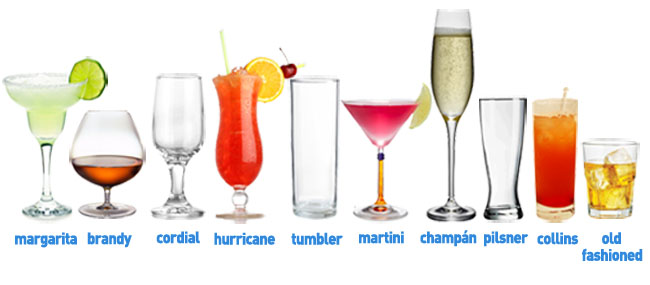 margarita brandy cordial hurricane tumbler martini champán pilsner collins old
fashioned